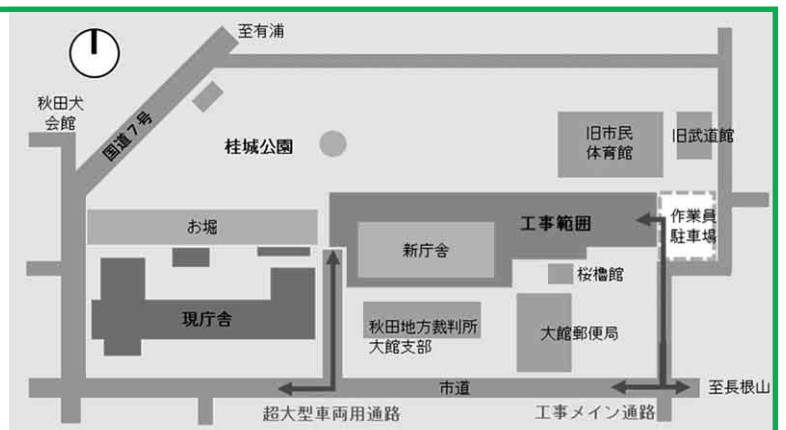 至有浦
秋田犬
会館
国道7号
桂城公園
旧市民
体育館
旧武道館
お堀
工事範囲
作業員
駐車場
新庁舎
桜櫓館
現庁舎
秋田地方裁判所
大館支部
大館郵便局
市道
至長根山
超大型車両用通路
工事メイン通路